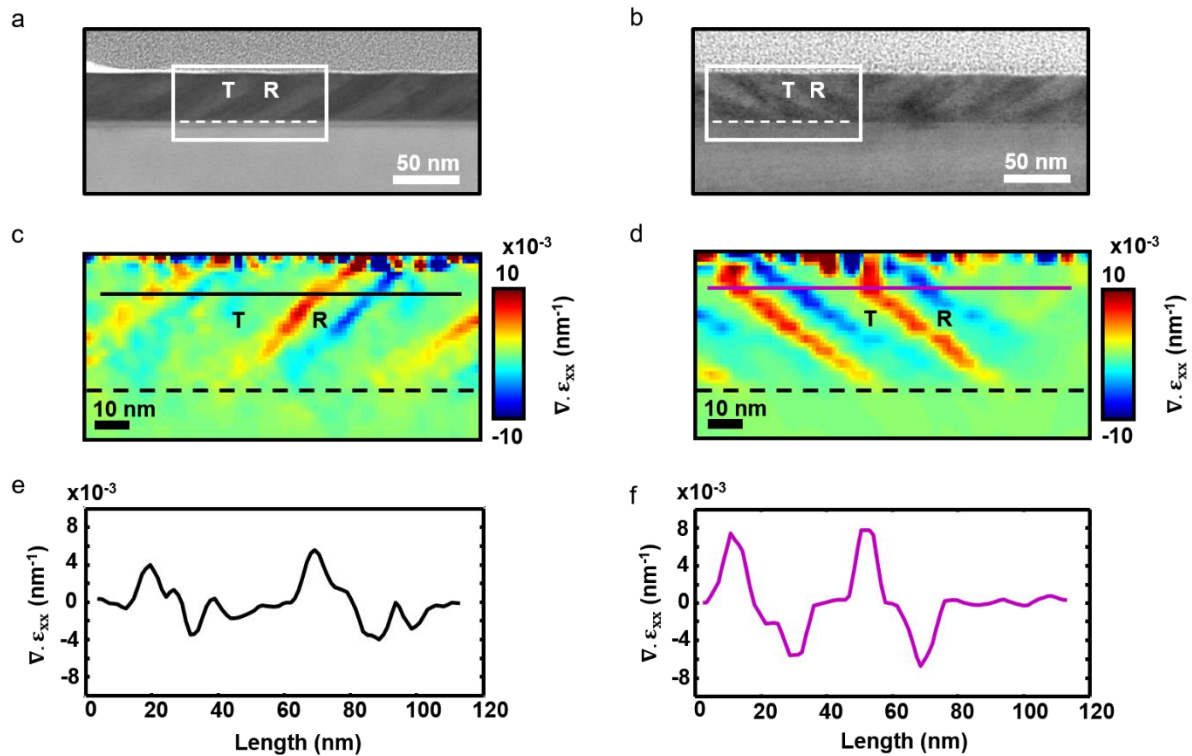 a
b
T R
50 nm
T R
50 nm
c
d
x10-3
10
T R
10 nm
-10
∇. εxx (nm-1)
x10-3
10
T R
10 nm
-10
∇. εxx (nm-1)
e
f
x10-3
8
4
0
-4
-8
∇. εxx (nm-1)
0 20 40 60 80 100 120
Length (nm)
x10-3
8
4
0
-4
-8
∇. εxx (nm-1)
0 20 40 60 80 100 120
Length (nm)